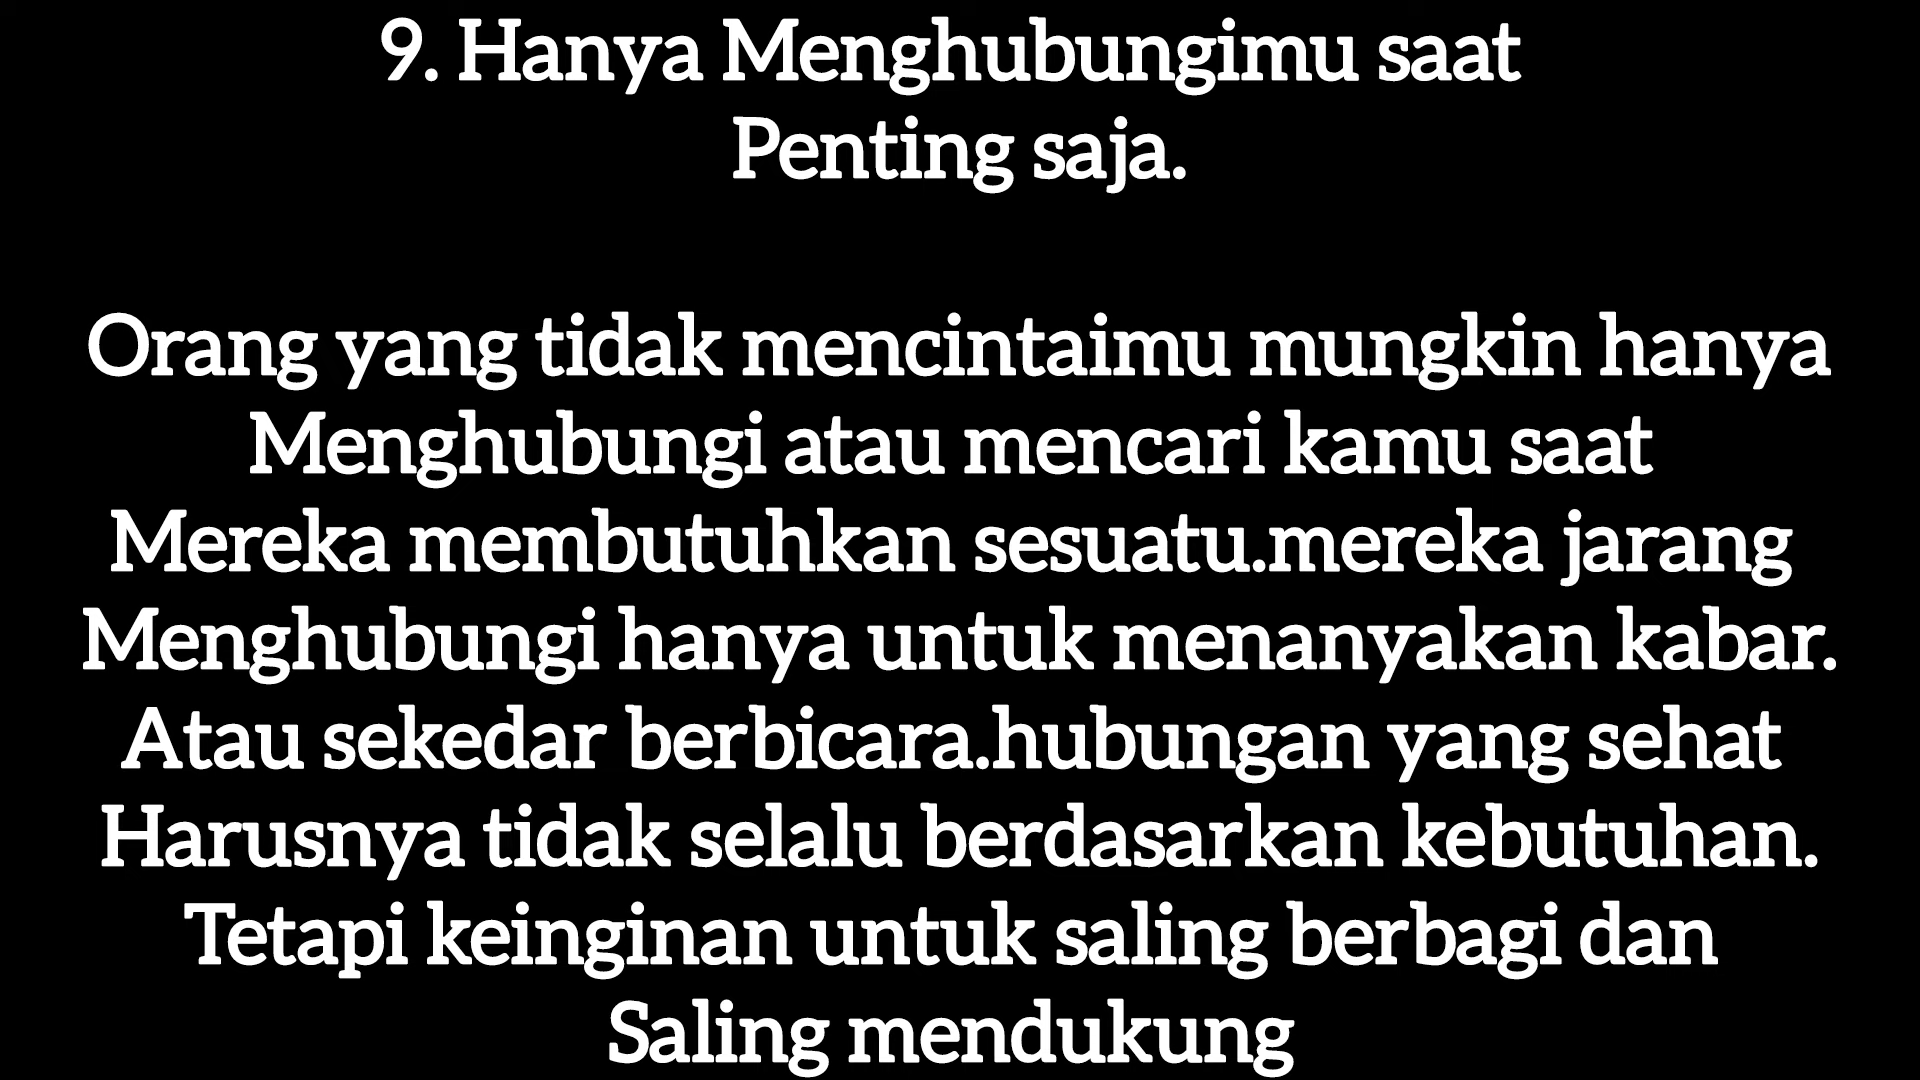 9. Hanya Menghubungimu saat
Penting saja.
Orang yang tidak mencintaimu mungkin hanya
Menghubungi atau mencari kamu saat
Mereka membutuhkan sesuatu.mereka jarang
Menghubungi hanya untuk menanyakan kabar.
Atau sekedar berbicara.hubungan yang sehat
Harusnya tidak selalu berdasarkan kebutuhan.
Tetapi keinginan untuk saling berbagi dan
Saling mendukung